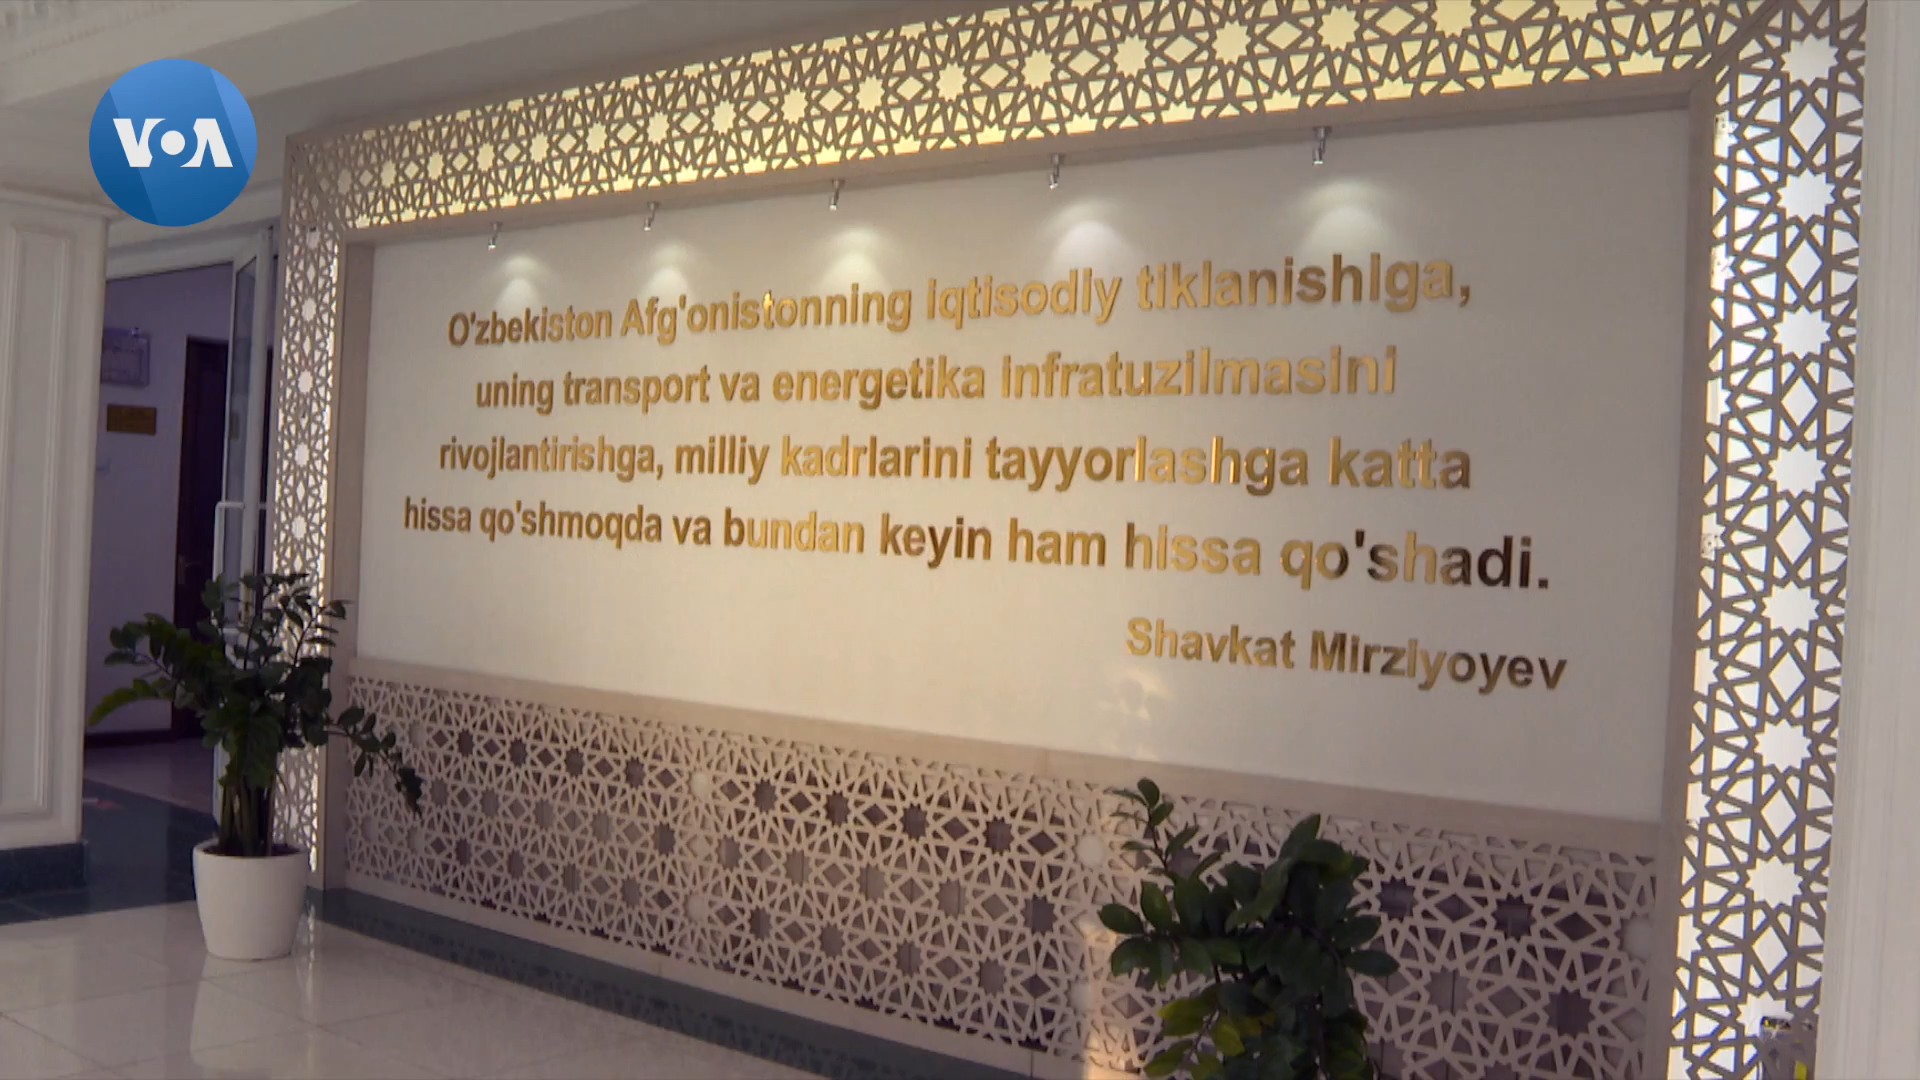 VOA
O'zbekiston Afg'onistonning iqtisodiy tiklanishiga,
uning transport va energetika infratuzilmasini
rivojlantirishga, milliy kadrlarini tayyorlashga katta
hissa qo'shmoqda va bundan keyin ham hissa qo'shadi.
Shavkat Mirziyoyev